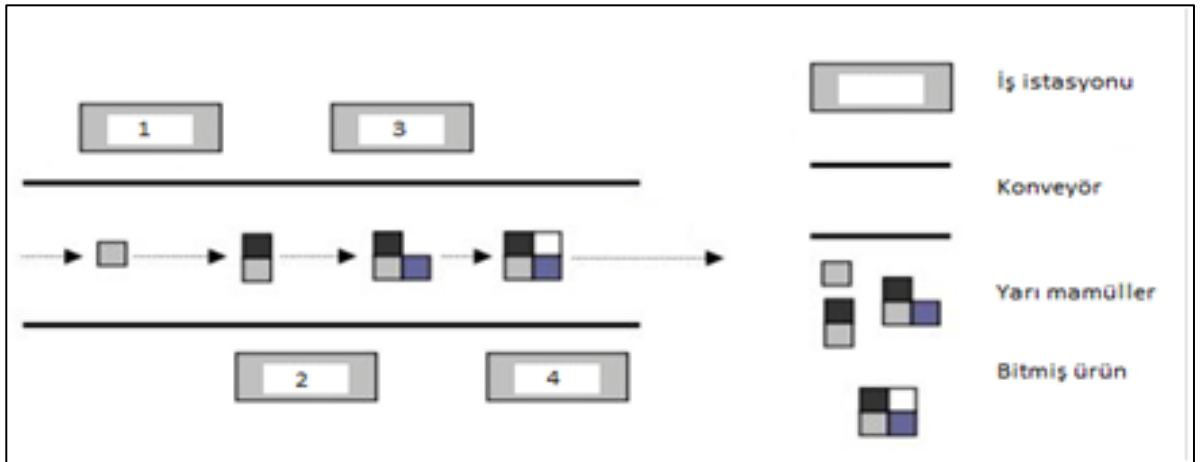 1
3
2
4
İş istasyonu
Konveyör
Yarı mamüller
Bitmiş ürün